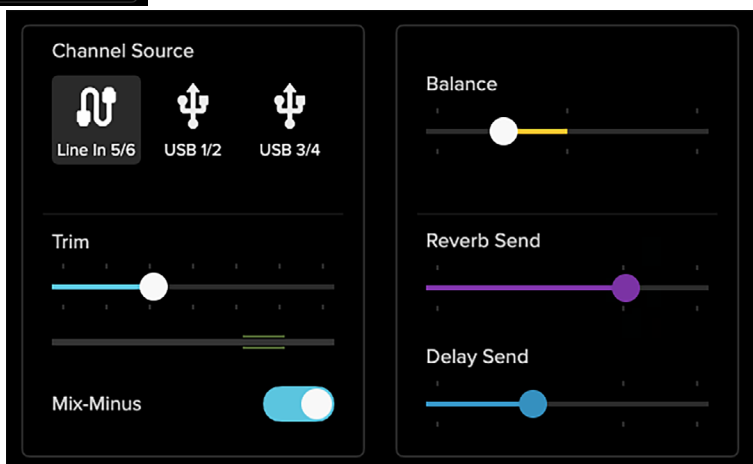 Channel Source
Line In 5/6
USB 1/2
USB 3/4
Trim
Mix-Minus
Balance
Reverb Send
Delay Send